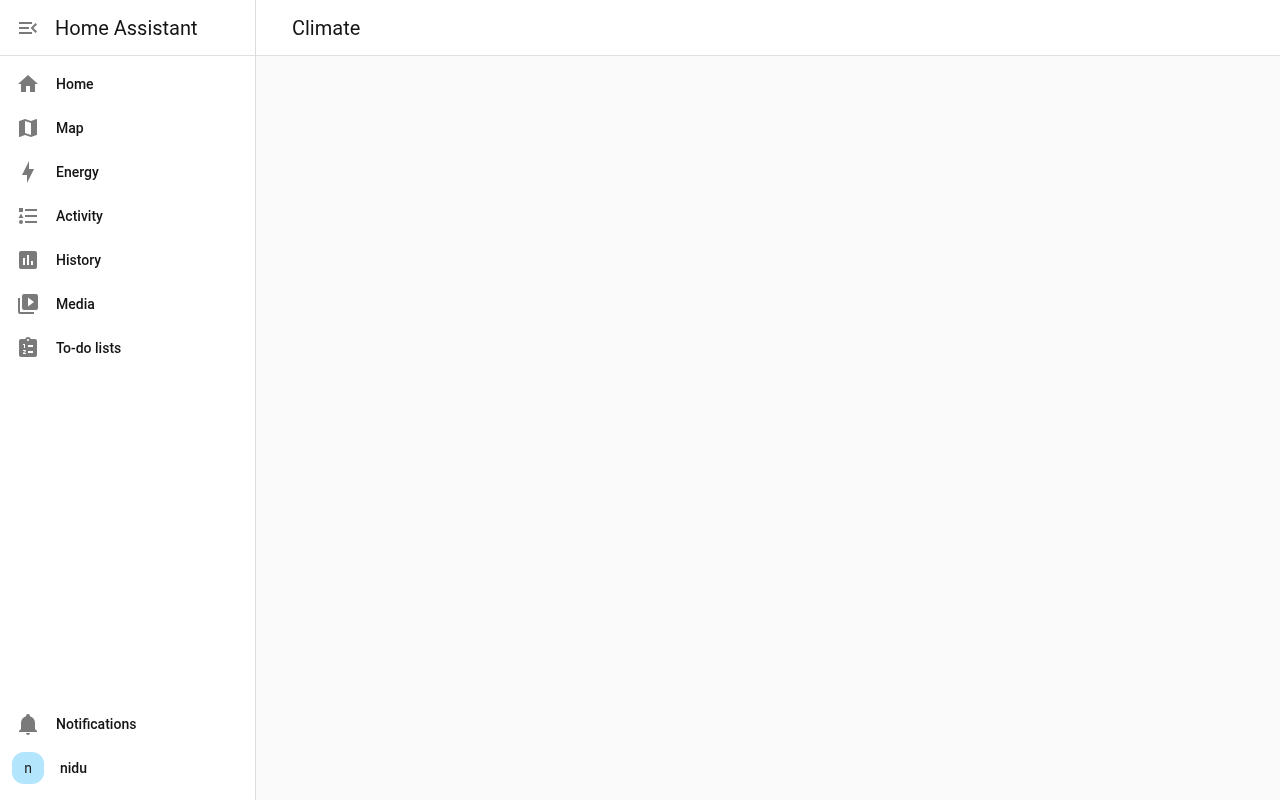 Home Assistant
Climate
Home
Map
Energy
Activity
History
Media
To-do lists
Notifications
n
nidu